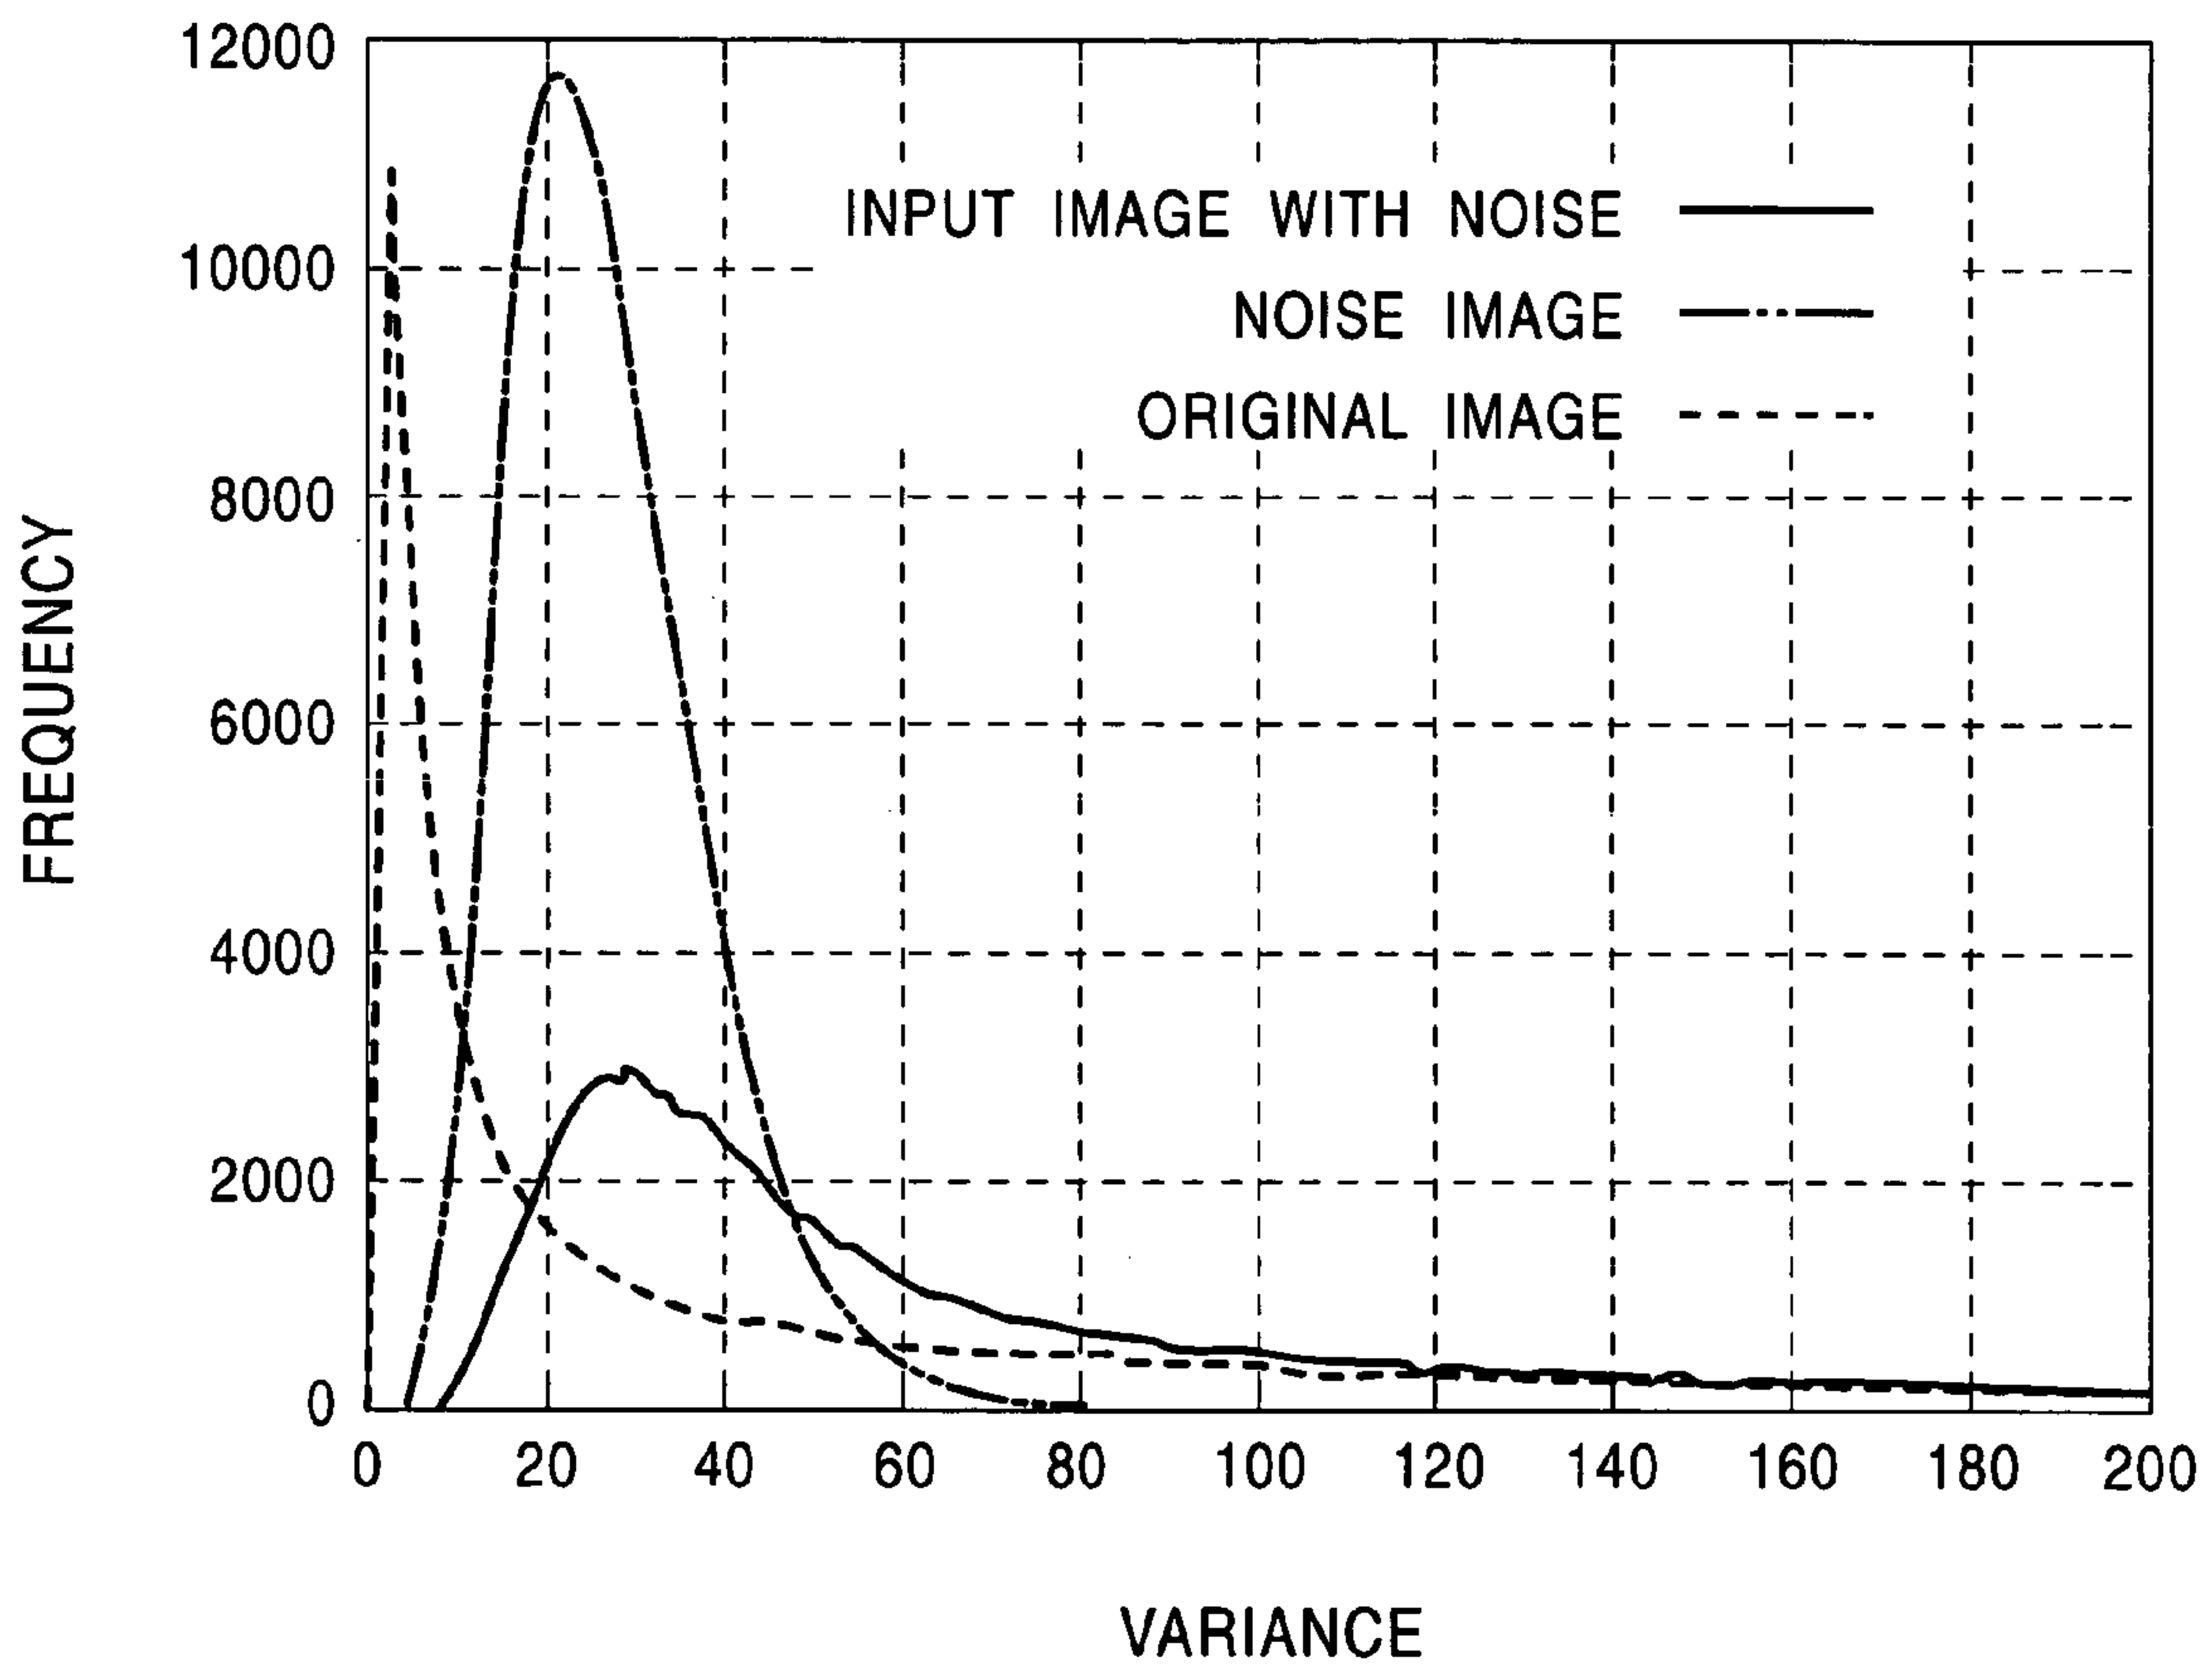 12000
10000
8000
6000
4000
2000
0
FREQUENCY
INPUT IMAGE WITH NOISE
NOISE IMAGE
ORIGINAL IMAGE
0 20 40 60 80 100 120 140 160 180 200
VARIANCE